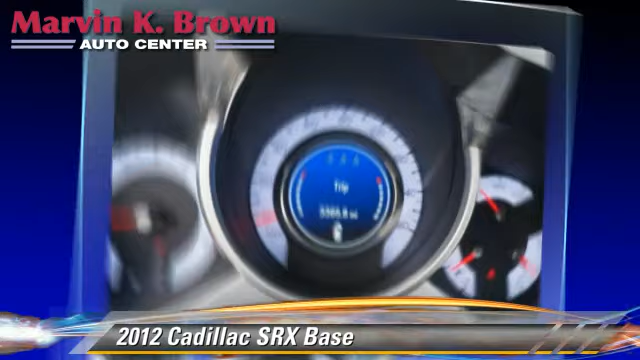 Marvin K. Brown
AUTO CENTER
Trip
2012 Cadillac SRX Base